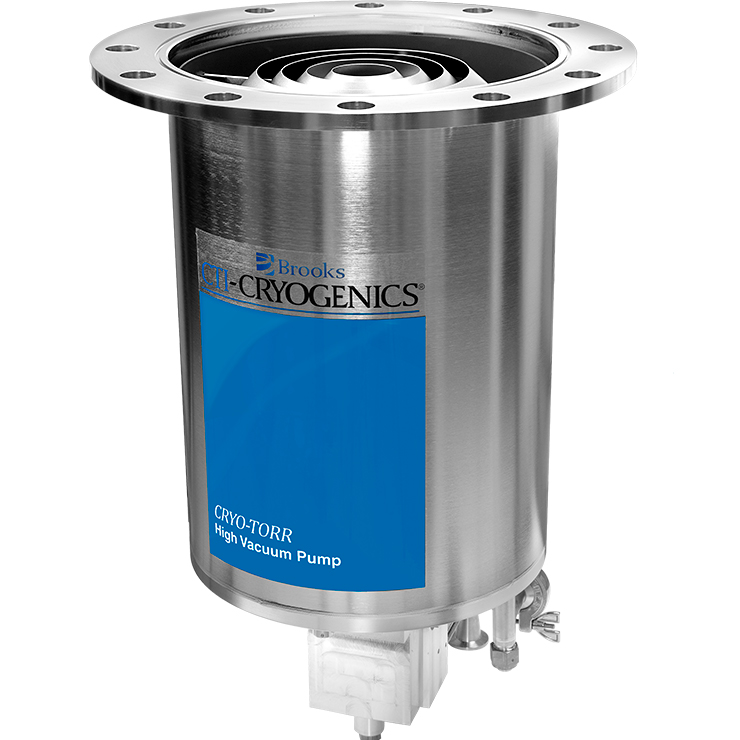 Brooks
CTI-CRYOGENICS®
CRYO-TORR
High Vacuum Pump